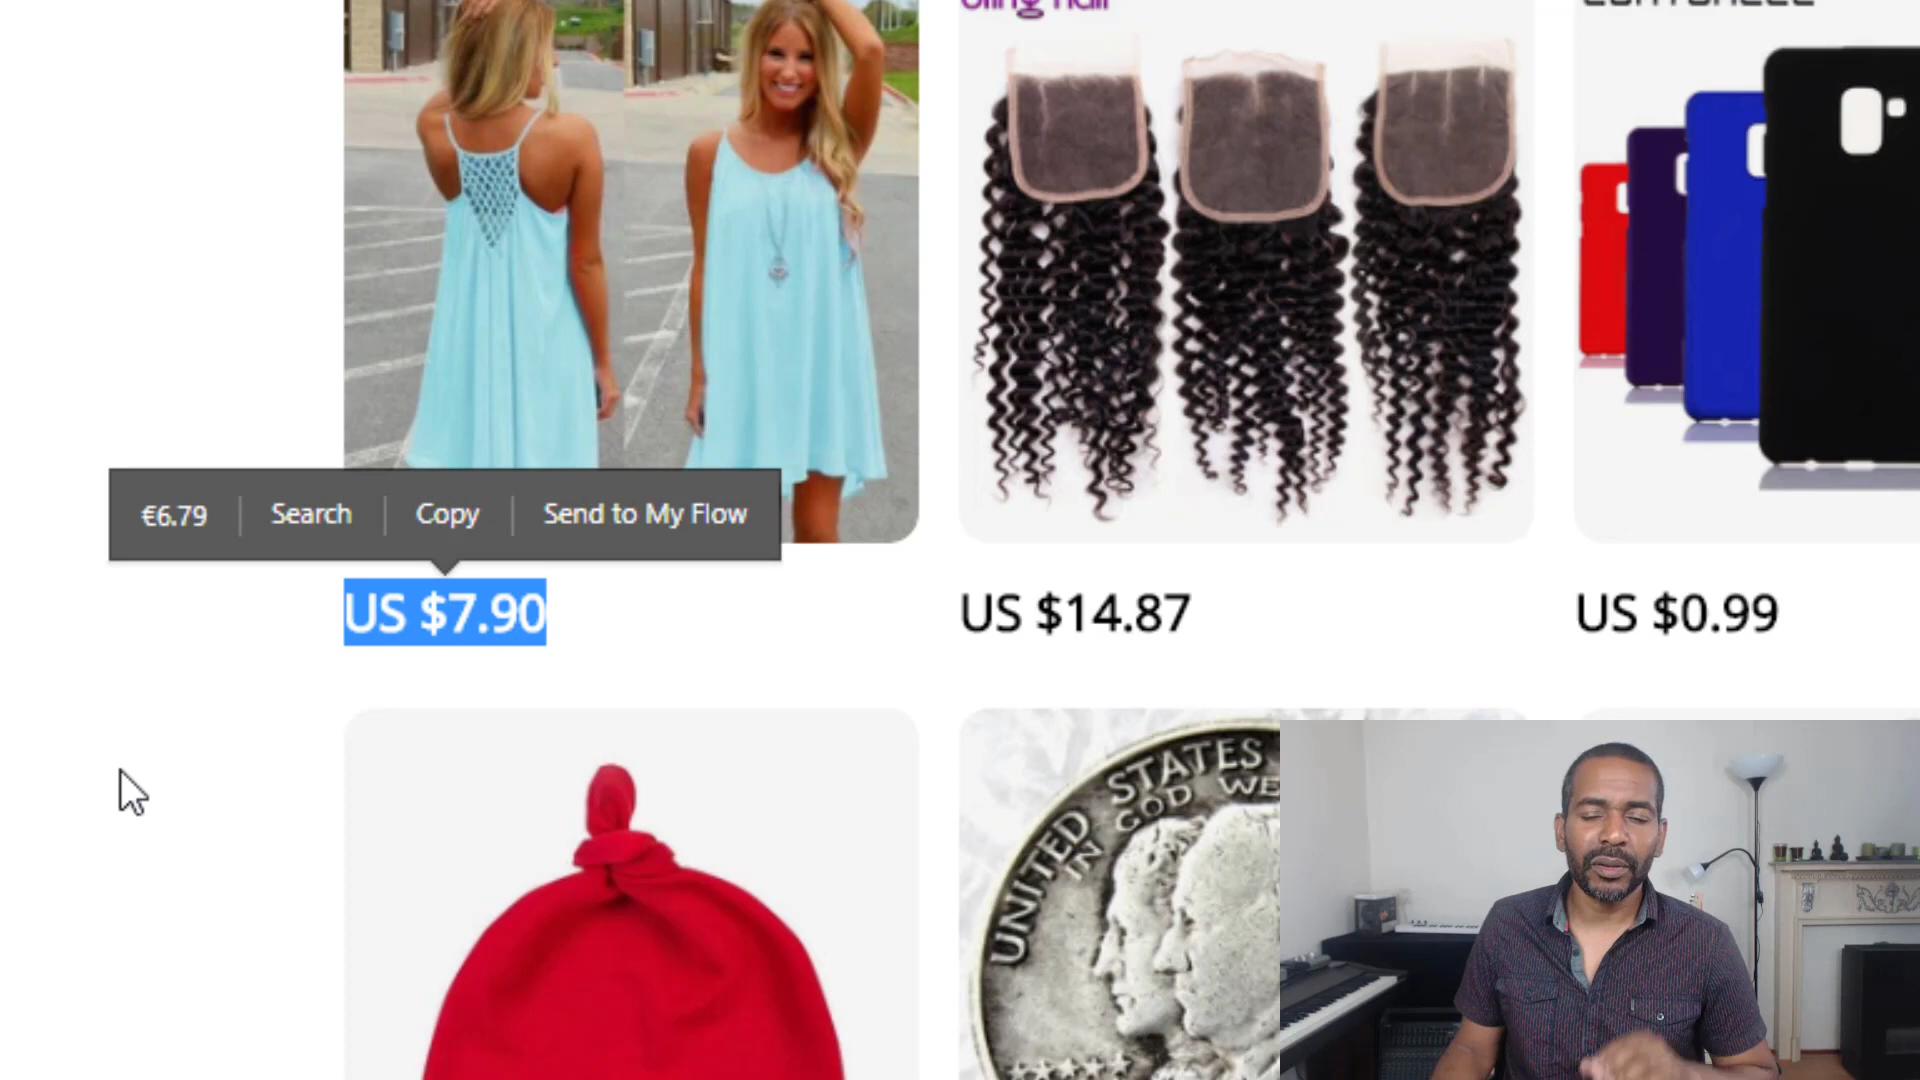 €6.79 Search Copy Send to My Flow
US $7.90
US $14.87
US $0.99
UNITED STATES
IN GOD WE